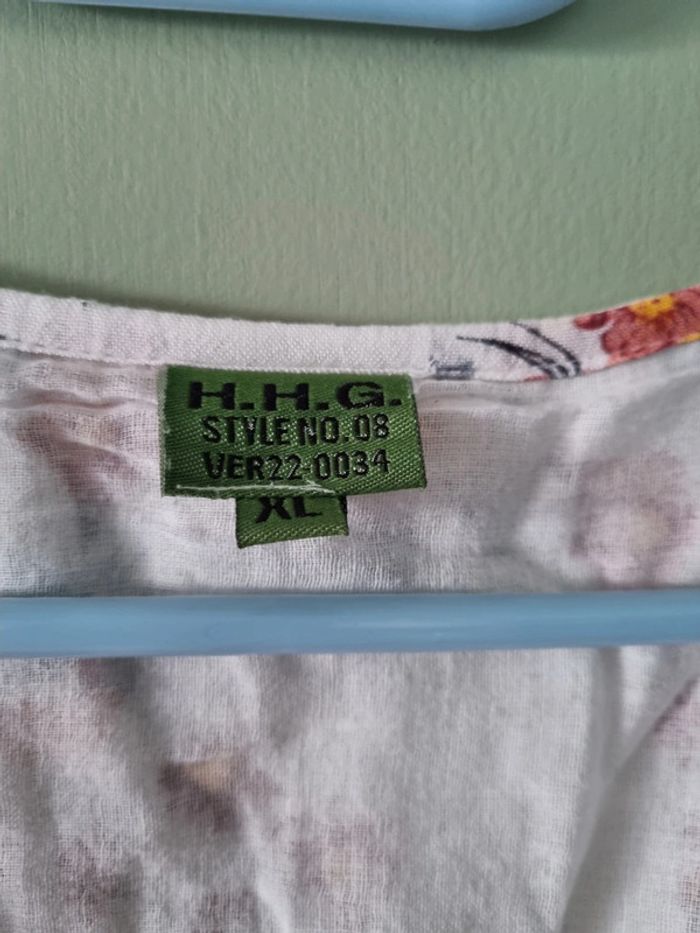 H.H.G.
STYLE NO.08
VER22-0034
XL